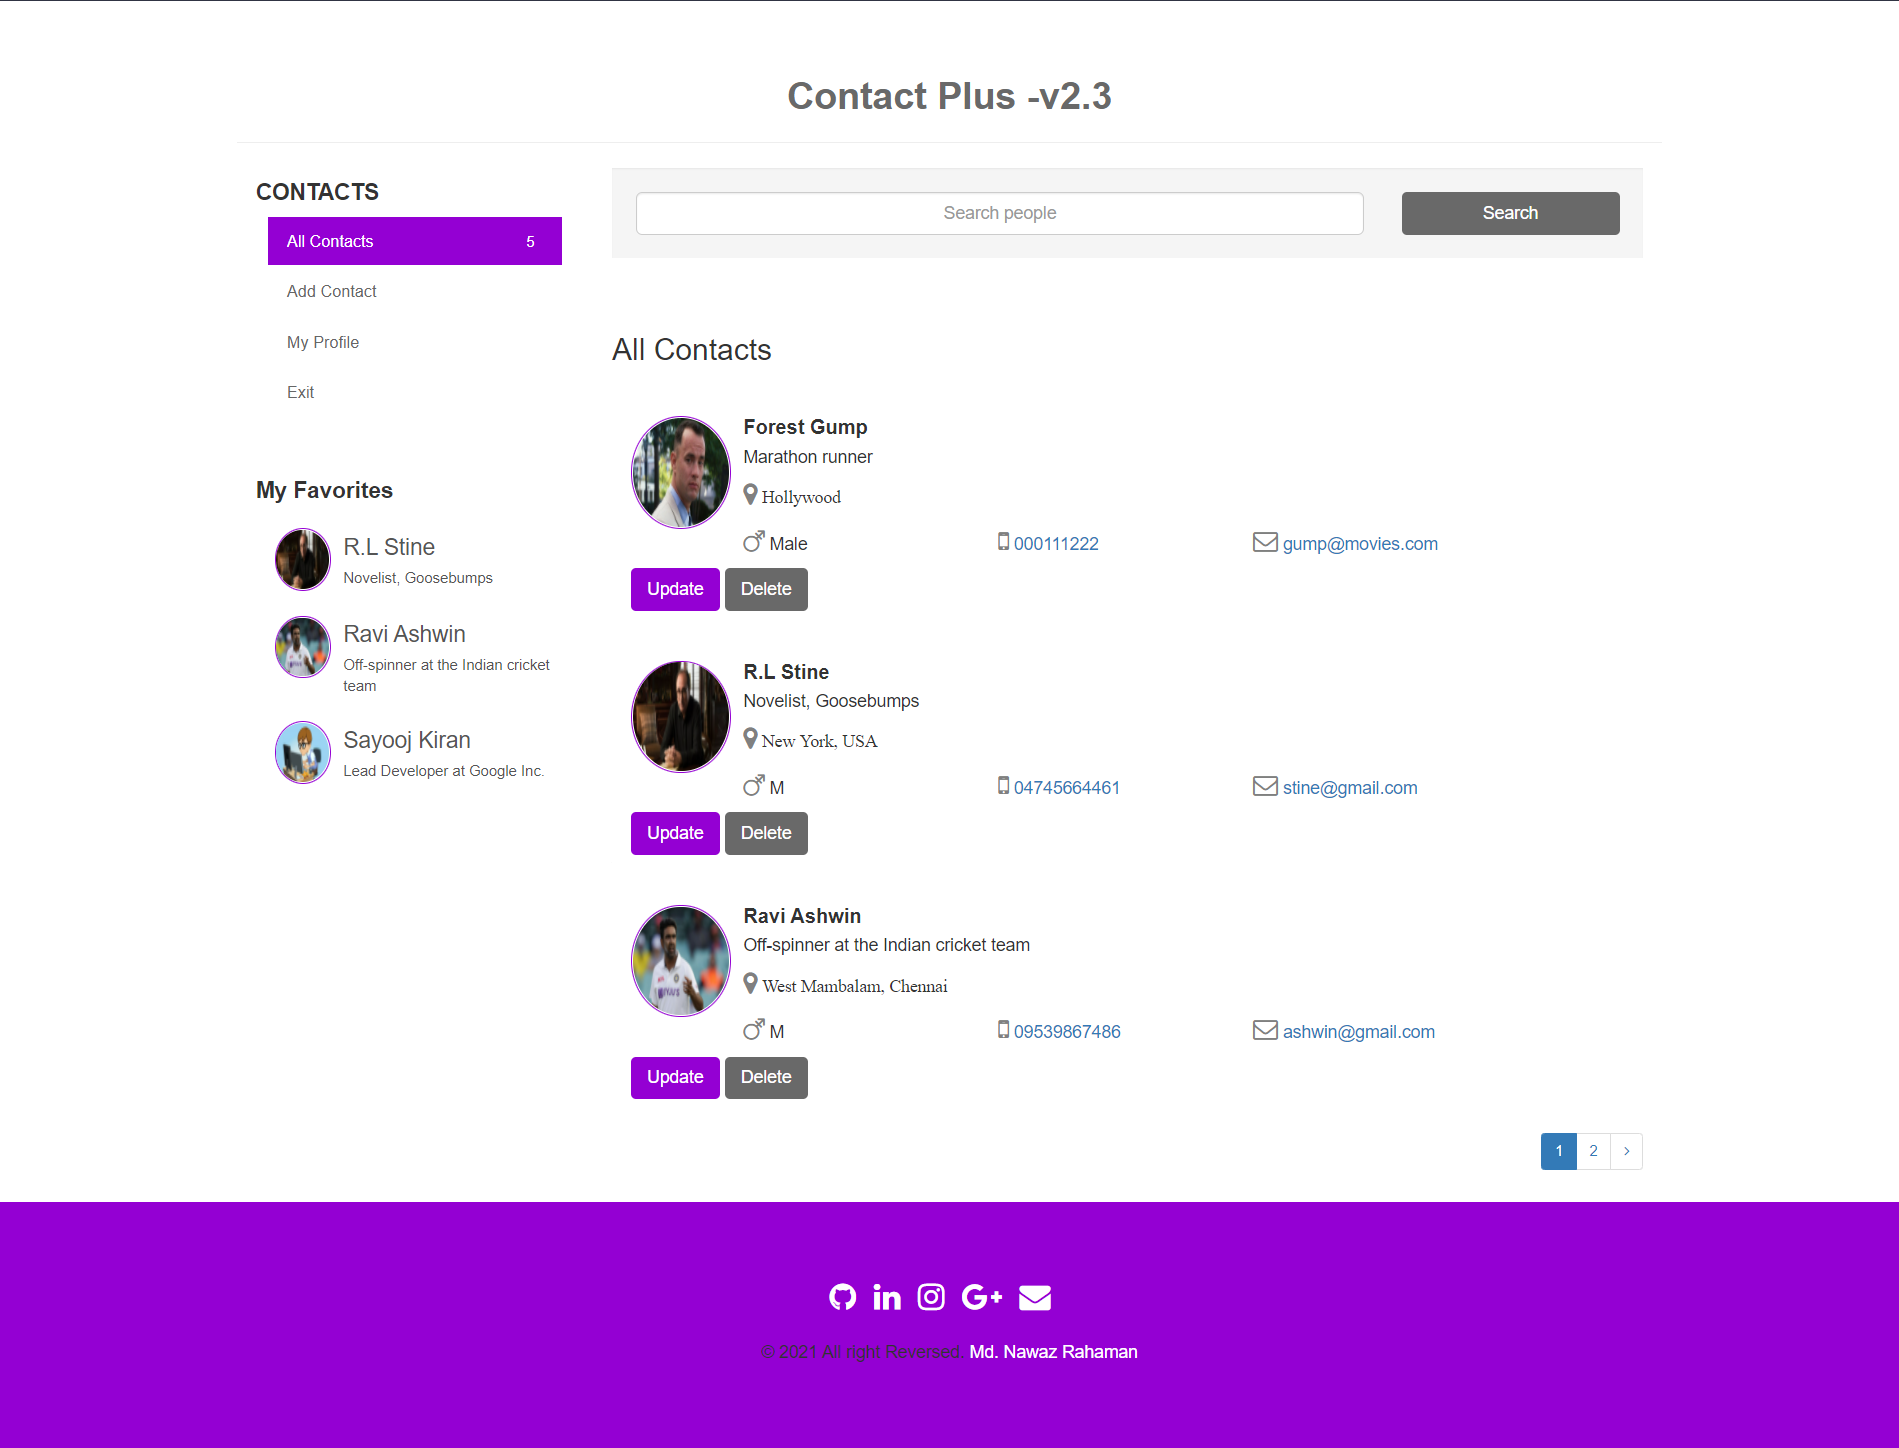 Contact Plus -v2.3
CONTACTS
All Contacts 5
Add Contact
My Profile
Exit
My Favorites
R.L Stine
Novelist, Goosebumps
Ravi Ashwin
Off-spinner at the Indian cricket
team
Sayooj Kiran
Lead Developer at Google Inc.
Search people
Search
All Contacts
Forest Gump
Marathon runner
Hollywood
Male 000111222 gump@movies.com
Update Delete
R.L Stine
Novelist, Goosebumps
New York, USA
M 04745664461 stine@gmail.com
Update Delete
Ravi Ashwin
Off-spinner at the Indian cricket team
West Mambalam, Chennai
M 09539867486 ashwin@gmail.com
Update Delete
1 2 ›
© 2021 All right Reversed. Md. Nawaz Rahaman